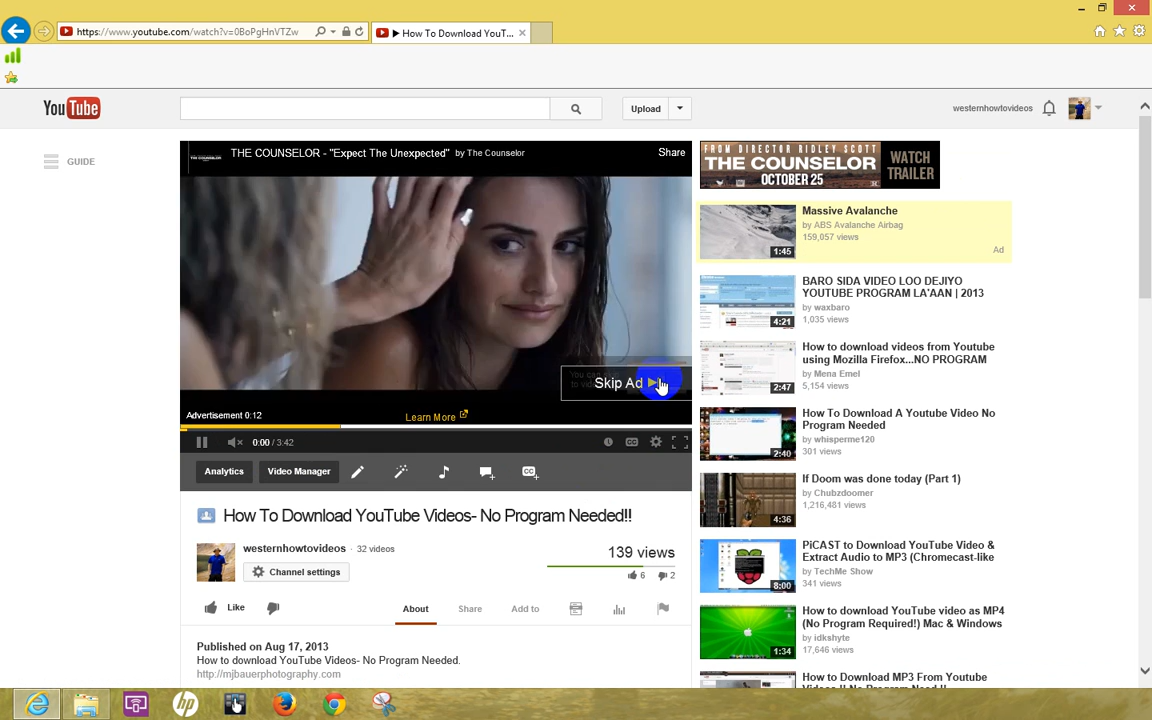 https://www.youtube.com/watch?v=0BoPgHnVTZw
How To Download YouT...
YouTube
Upload
westernhowtovideos
GUIDE
THE COUNSELOR - "Expect The Unexpected" by The Counselor
Share
Skip Ad
Advertisement 0:12
Learn More
0:00 / 3:42
Analytics
Video Manager
How To Download YouTube Videos- No Program Needed!!
westernhowtovideos · 32 videos
Channel settings
139 views
6
2
Like
About
Share
Add to
Published on Aug 17, 2013
How to download YouTube Videos- No Program Needed.
http://mjbauerphotography.com
FROM DIRECTOR RIDLEY SCOTT
THE COUNSELOR
OCTOBER 25
WATCH
TRAILER
Massive Avalanche
by ABS Avalanche Airbag
159,057 views
1:45
Ad
BARO SIDA VIDEO LOO DEJIYO
YOUTUBE PROGRAM LA'AAN | 2013
by waxbaro
1,035 views
4:21
How to download videos from Youtube
using Mozilla Firefox...NO PROGRAM
by Mena Emel
5,154 views
2:47
How To Download A Youtube Video No
Program Needed
by whisperme120
301 views
2:40
If Doom was done today (Part 1)
by Chubzdoomer
1,216,481 views
4:36
PiCAST to Download YouTube Video &
Extract Audio to MP3 (Chromecast-like
by TechMe Show
341 views
8:00
How to download YouTube video as MP4
(No Program Required!) Mac & Windows
by idkshyte
17,646 views
1:34
How to Download MP3 From Youtube
hp